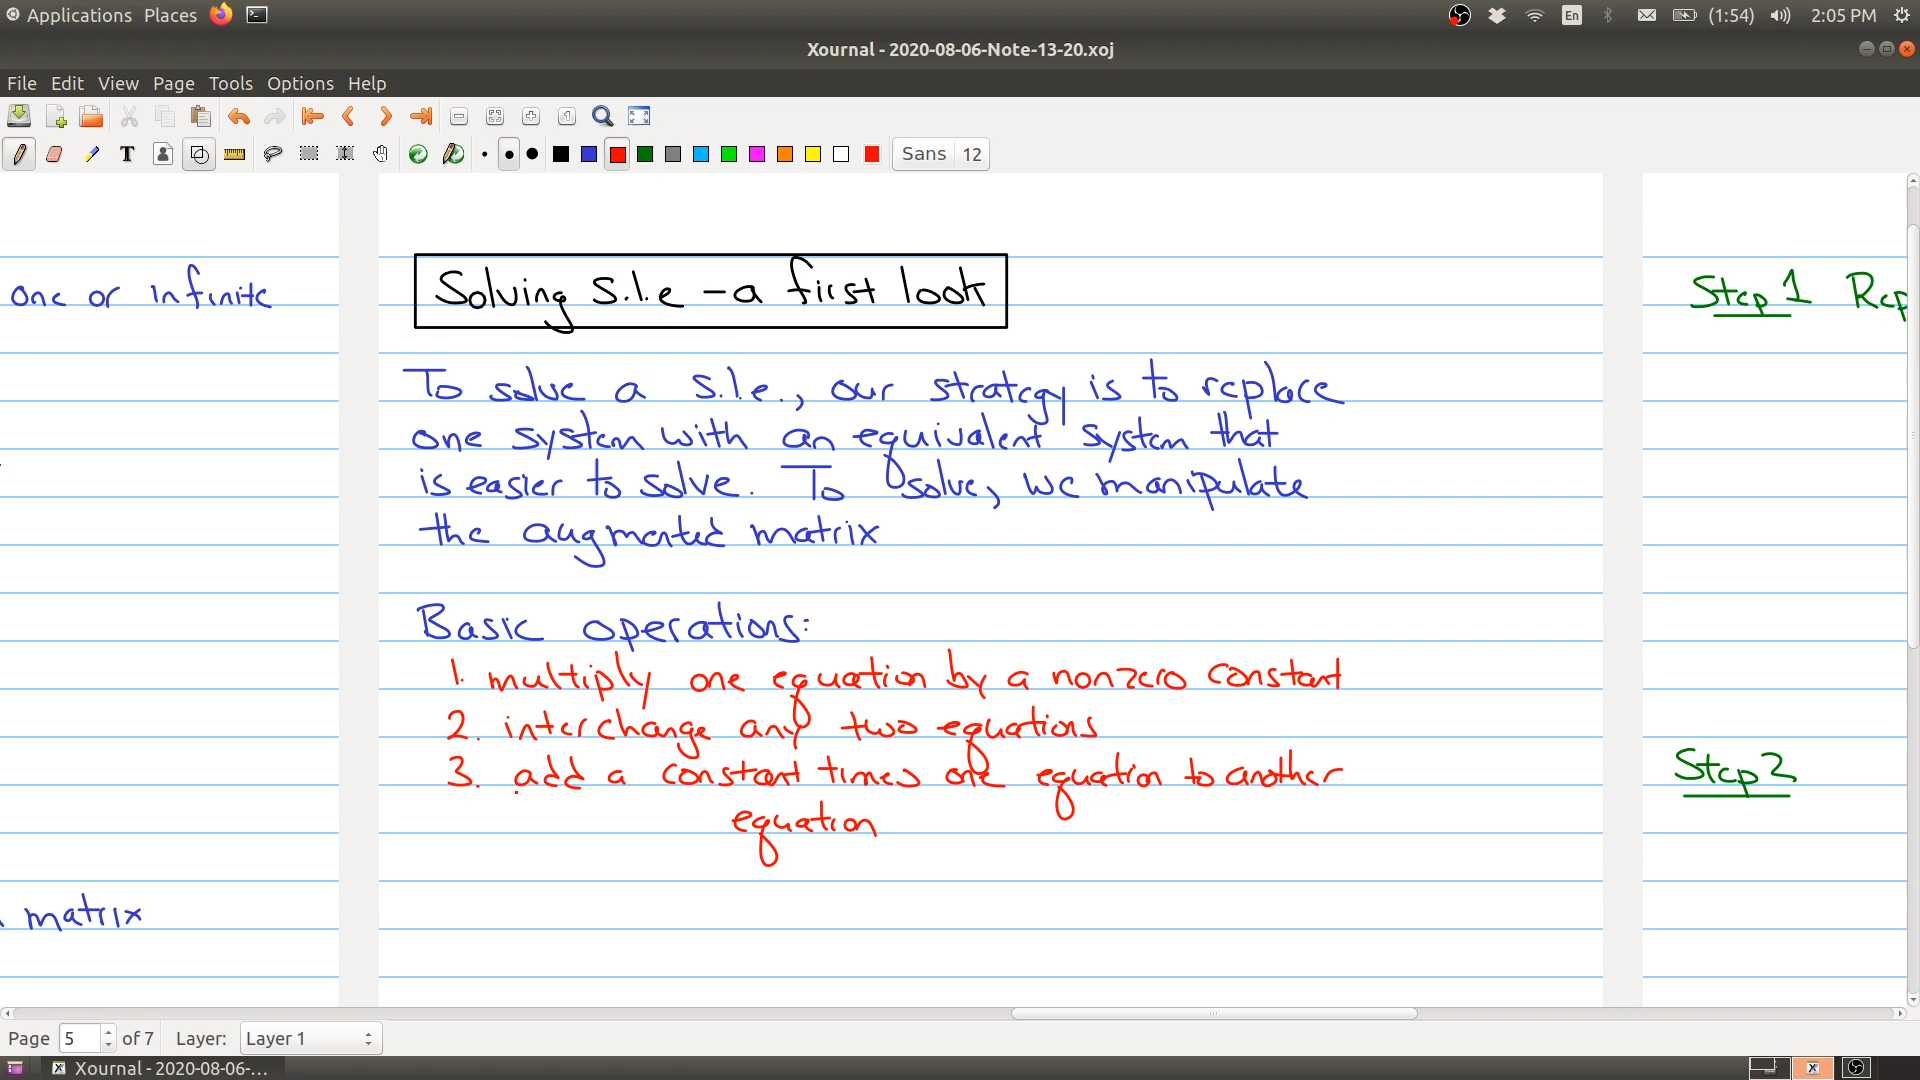 Applications Places
En
(1:54)
2:05 PM
Xournal - 2020-08-06-Note-13-20.xoj
File Edit View Page Tools Options Help
Sans 12
one or infinite
matrix
Solving s.l.e - a first look
To solve a s.l.e., our strategy is to replace
one system with an equivalent system that
is easier to solve. To solve, we manipulate
the augmented matrix
Basic operations:
1. multiply one equation by a nonzero constant
2. interchange any two equations
3. add a constant times one equation to another
equation
Step 1 Rep
Step 2
Page 5 of 7 Layer: Layer 1
Xournal - 2020-08-06-...